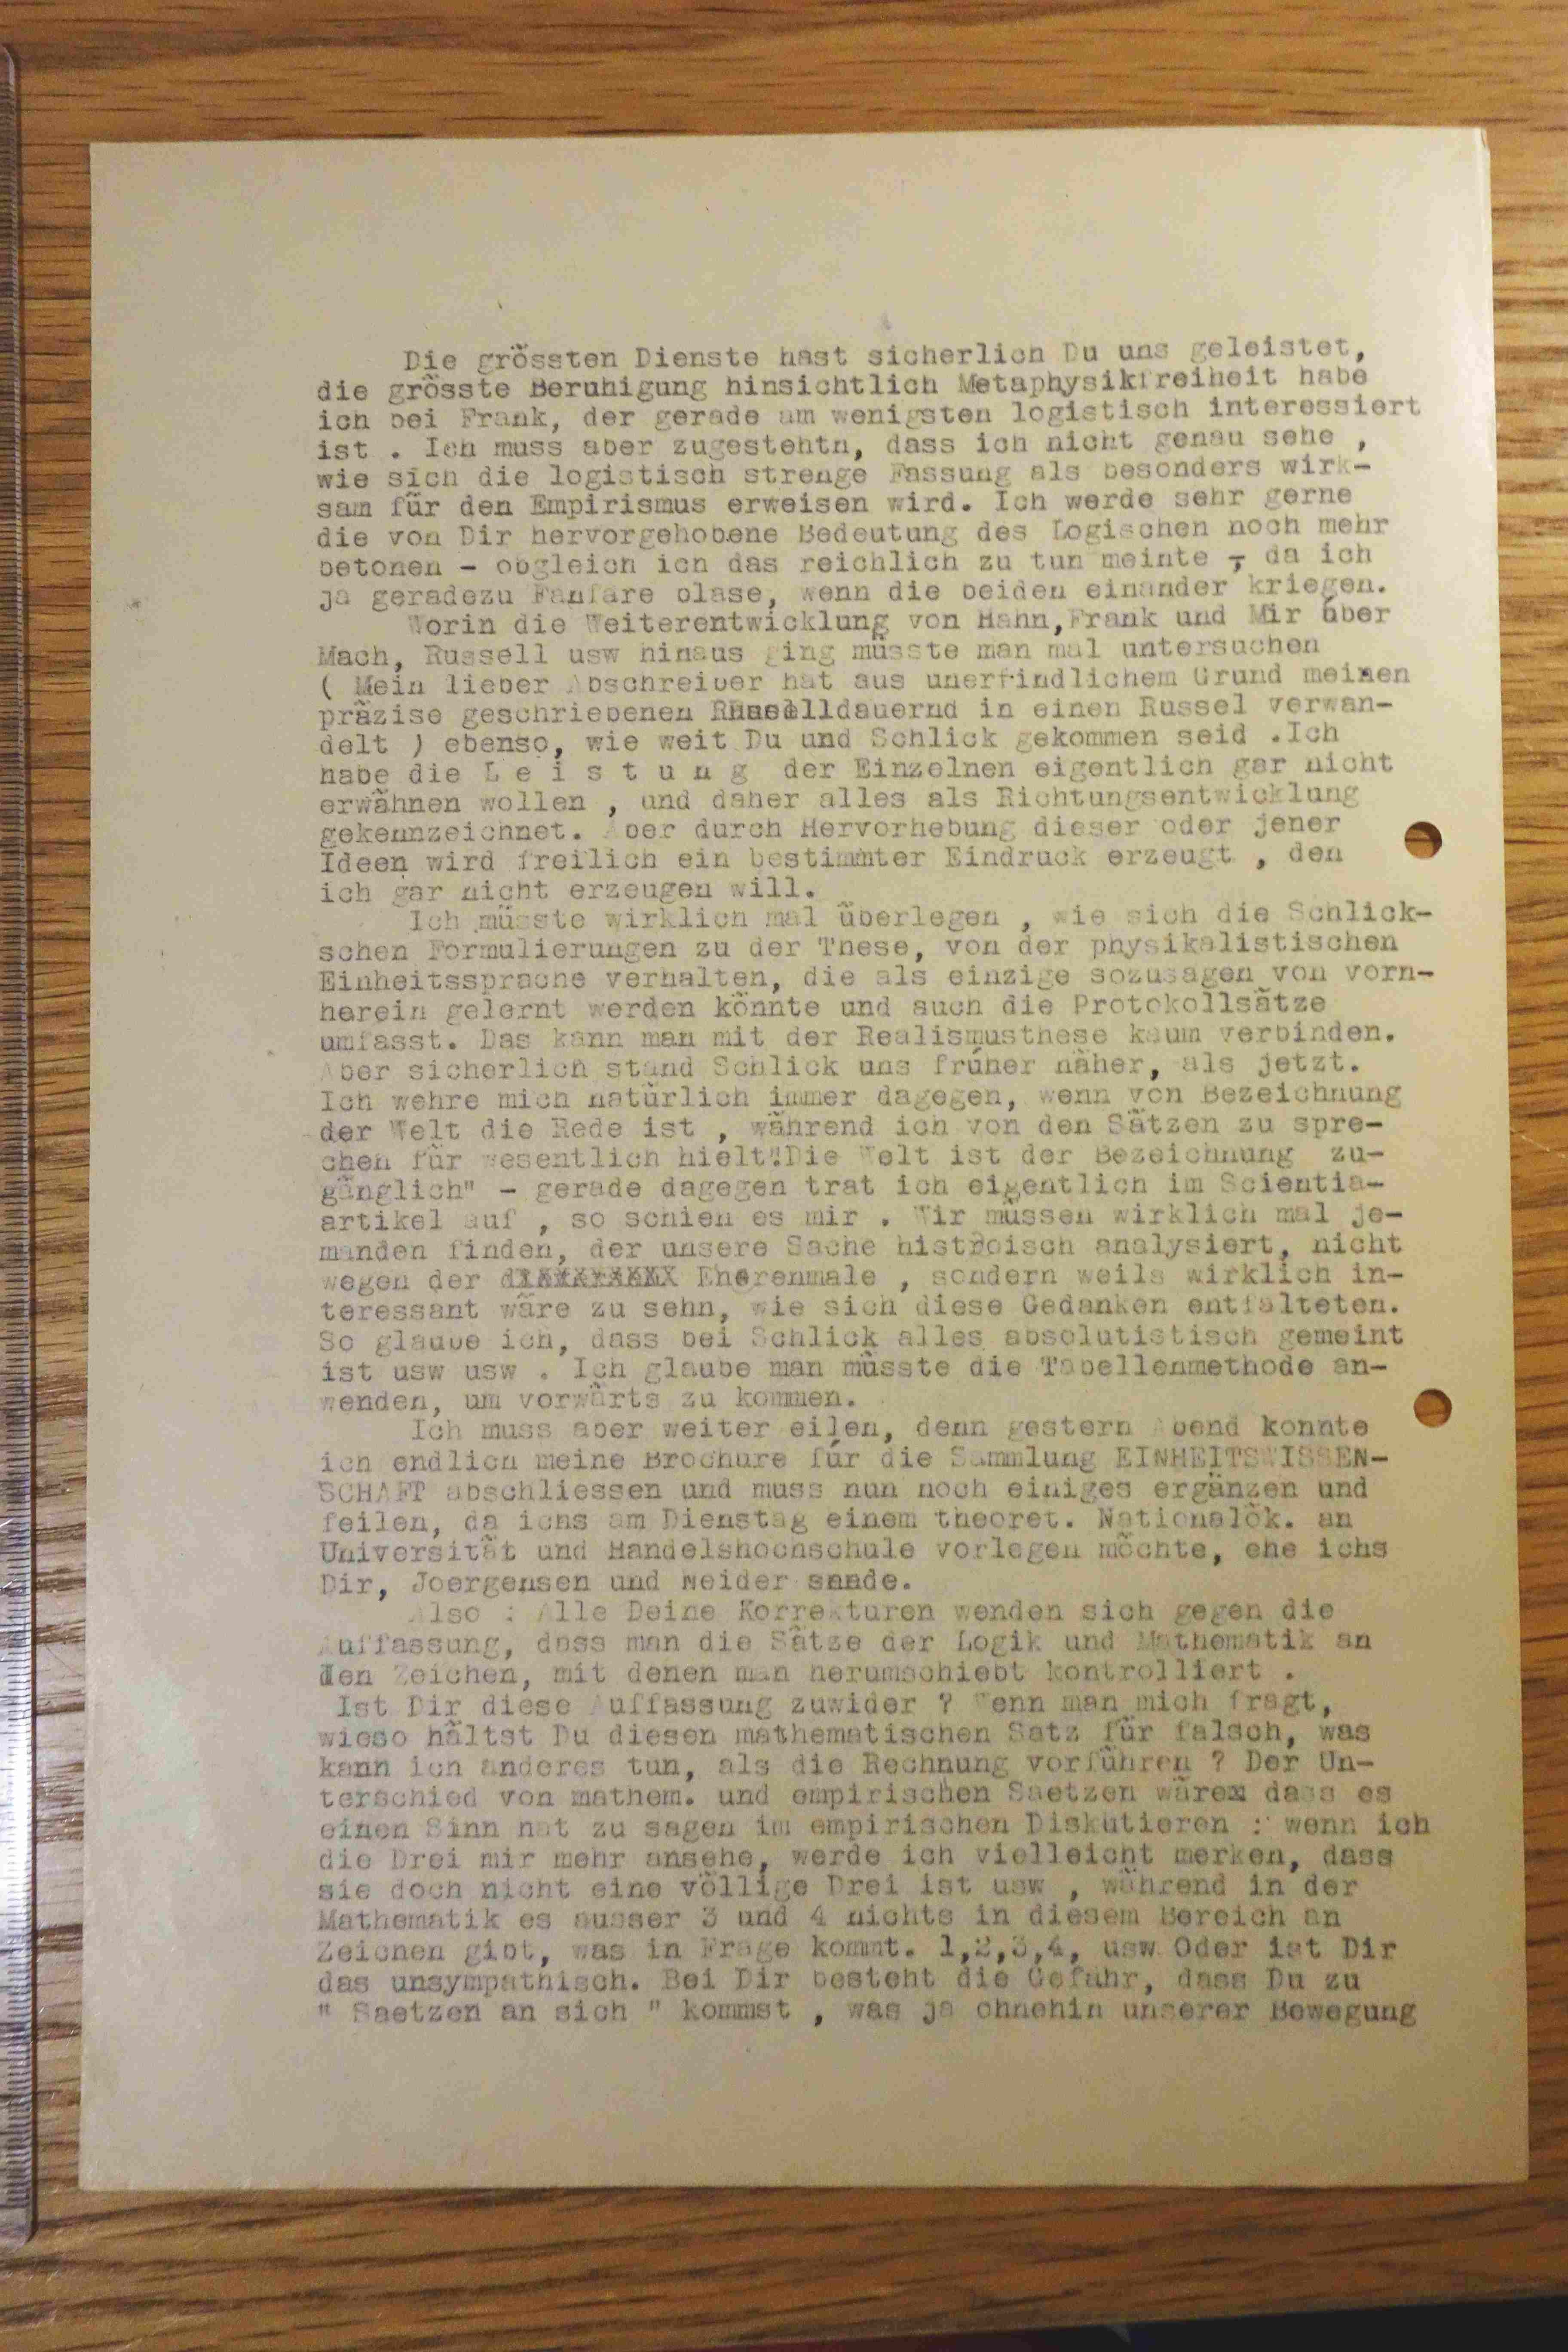 Die grössten Dienste hast sicherlich Du uns geleistet,
die grösste Beruhigung hinsichtlich Metaphysikfreiheit habe
ich bei Frank, der gerade am wenigsten logistisch interessiert
ist . Ich muss aber zugestehtn, dass ich nicht genau sehe ,
wie sich die logistisch strenge Fassung als besonders wirk-
sam für den Empirismus erweisen wird. Ich werde sehr gerne
die von Dir hervorgehobene Bedeutung des Logischen noch mehr
betonen - obgleich ich das reichlich zu tun meinte - da ich
ja geradezu Fanfare blase, wenn die beiden einander kriegen.
Worin die Weiterentwicklung von Hahn,Frank und Mir über
Mach, Russell usw hinaus ging müsste man mal untersuchen
( Mein lieber Abschreiber hat aus unerfindlichem Grund meinen
präzise geschriebenen Russelldauernd in einen Russel verwan-
delt ) ebenso, wie weit Du und Schlick gekommen seid .Ich
habe die L e i s t u n g der Einzelnen eigentlich gar nicht
erwähnen wollen , und daher alles als Richtungsentwicklung
gekennzeichnet. Aber durch Hervorhebung dieser oder jener
Ideen wird freilich ein bestimmter Eindruck erzeugt , den
ich gar nicht erzeugen will.
Ich müsste wirklich mal überlegen , wie sich die Schlick-
schen Formulierungen zu der These, von der physikalistischen
Einheitssprache verhalten, die als einzige sozusagen von vorn-
herein gelernt werden könnte und auch die Protokollsätze
umfasst. Das kann man mit der Realismusthese kaum verbinden.
Aber sicherlich stand Schlick uns früher näher, als jetzt.
Ich wehre mich natürlich immer dagegen, wenn von Bezeichnung
der Welt die Rede ist , während ich von den Sätzen zu spre-
chen für wesentlich hielt"!Die Welt ist der Bezeichnung zu-
gänglich" - gerade dagegen trat ich eigentlich im Scientia-
artikel auf , so schien es mir . Wir müssen wirklich mal je-
manden finden, der unsere Sache histroisch analysiert, nicht
wegen der Eherenmale , sondern weils wirklich in-
teressant wäre zu sehn, wie sich diese Gedanken entfalteten.
So glaube ich, dass bei Schlick alles absolutistisch gemeint
ist usw usw . Ich glaube man müsste die Tabellenmethode an-
wenden, um vorwärts zu kommen.
Ich muss aber weiter eilen, denn gestern Abend konnte
ich endlich meine Brochure für die Sammlung EINHEITSWISSEN-
SCHAFT abschliessen und muss nun noch einiges ergänzen und
feilen, da ichs am Dienstag einem theoret. Nationalök. an
Universität und Handelshochschule vorlegen möchte, ehe ichs
Dir, Joergensen und Neider sende.
Also : Alle Deine Korrekturen wenden sich gegen die
Auffassung, dass man die Sätze der Logik und Mathematik an
den Zeichen, mit denen man herumschiebt kontrolliert .
Ist Dir diese Auffassung zuwider ? Wenn man mich fragt,
wieso hältst Du diesen mathematischen Satz für falsch, was
kann ich anderes tun, als die Rechnung vorführen ? Der Un-
terschied von mathem. und empirischen Saetzen wäre dass es
einen Sinn hat zu sagen im empirischen Diskutieren : wenn ich
die Drei mir mehr ansehe, werde ich vielleicht merken, dass
sie doch nicht eine völlige Drei ist usw , während in der
Mathematik es ausser 3 und 4 nichts in diesem Bereich an
Zeichen gibt, was in Frage kommt. 1,2,3,4, usw Oder ist Dir
das unsympathisch. Bei Dir besteht die Gefahr, dass Du zu
" Saetzen an sich " kommst , was ja ohnehin unserer Bewegung